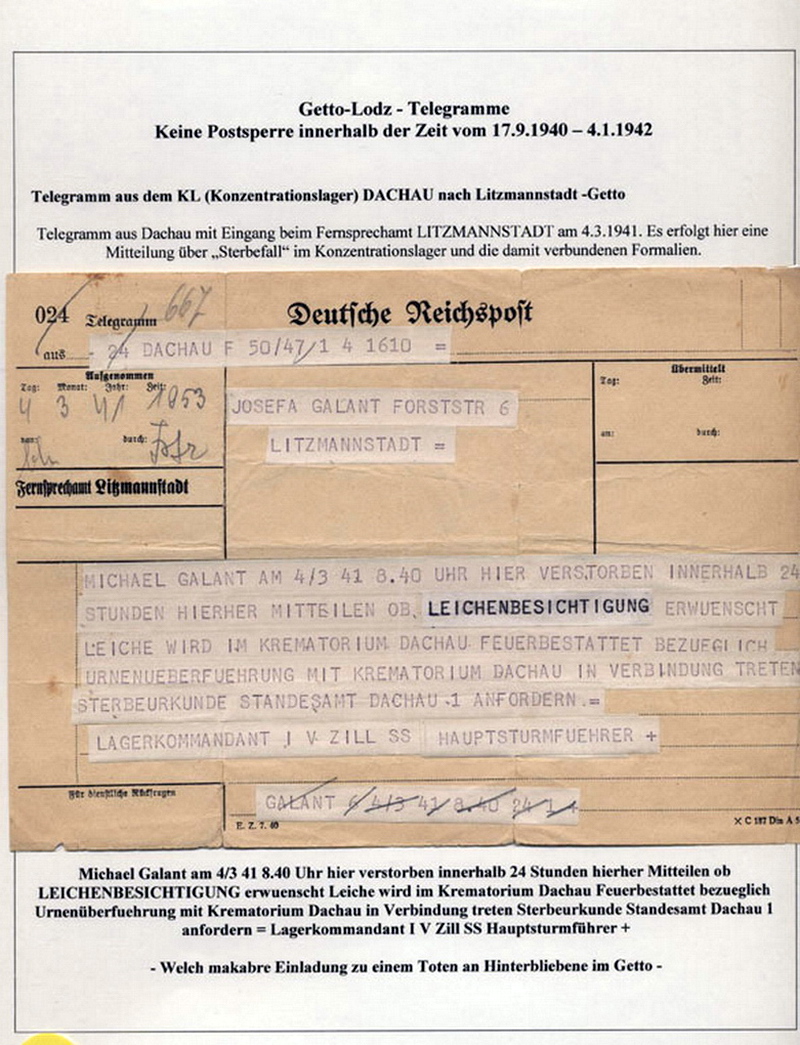 Getto-Lodz - Telegramme
Keine Postsperre innerhalb der Zeit vom 17.9.1940 – 4.1.1942
Telegramm aus dem KL (Konzentrationslager) DACHAU nach Litzmannstadt -Getto
Telegramm aus Dachau mit Eingang beim Fernsprechamt LITZMANNSTADT am 4.3.1941. Es erfolgt hier eine
Mitteilung über „Sterbefall“ im Konzentrationslager und die damit verbundenen Formalien.
024 Telegramm 667 Deutsche Reichspost
aus - 24 DACHAU F 50/47/1 4 1610 =
Aufgenommen
Tag: Monat: Jahr: Zeit:
4 3 41 1853
von: durch:
Fernsprechamt Litzmannstadt
JOSEFA GALANT FORSTSTR 6
LITZMANNSTADT =
Übermittelt
Tag: Zeit:
an: durch:
MICHAEL GALANT AM 4/3 41 8.40 UHR HIER VERSTORBEN INNERHALB 24
STUNDEN HIERHER MITTEILEN OB, LEICHENBESICHTIGUNG ERWUENSCHT
LEICHE WIRD IM KREMATORIUM DACHAU FEUERBESTATTET BEZUEGLICH
URNENUEBERFUEHRUNG MIT KREMATORIUM DACHAU IN VERBINDUNG TRETEN
STERBEURKUNDE STANDESAMT DACHAU 1 ANFORDERN =
LAGERKOMMANDANT I V ZILL SS HAUPTSTURMFUEHRER +
Für dienstliche Rückfragen
GALANT 6 4/3 41 8.40 24 1 +
E. Z. 7. 40
X C 187 Din A 5
Michael Galant am 4/3 41 8.40 Uhr hier verstorben innerhalb 24 Stunden hierher Mitteilen ob
LEICHENBESICHTIGUNG erwuenscht Leiche wird im Krematorium Dachau Feuerbestattet bezueglich
Urnenüberfuehrung mit Krematorium Dachau in Verbindung treten Sterbeurkunde Standesamt Dachau 1
anfordern = Lagerkommandant I V Zill SS Hauptsturmführer +
- Welch makabre Einladung zu einem Toten an Hinterbliebene im Getto -